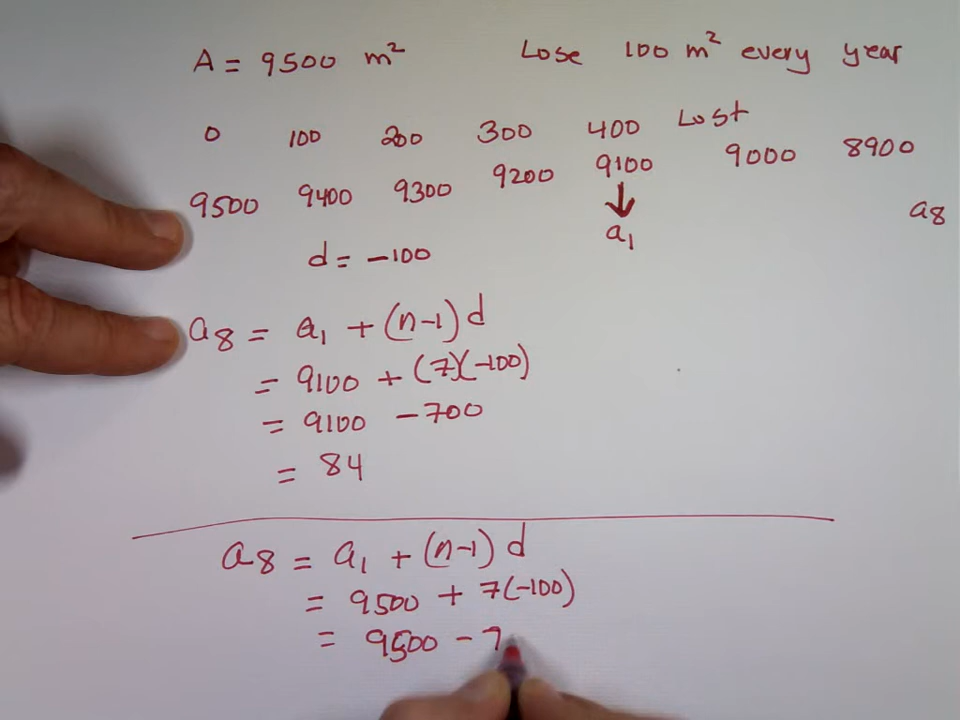 A = 9500 m² Lose 100 m² every year
0 100 200 300 400 Lost
9500 9400 9300 9200 9100 9000 8900
↓
d = -100 a₁ a₈
a₈ = a₁ + (n-1) d
= 9100 + (7)(-100)
= 9100 - 700
= 84
a₈ = a₁ + (n-1) d
= 9500 + 7(-100)
= 9500 - 7